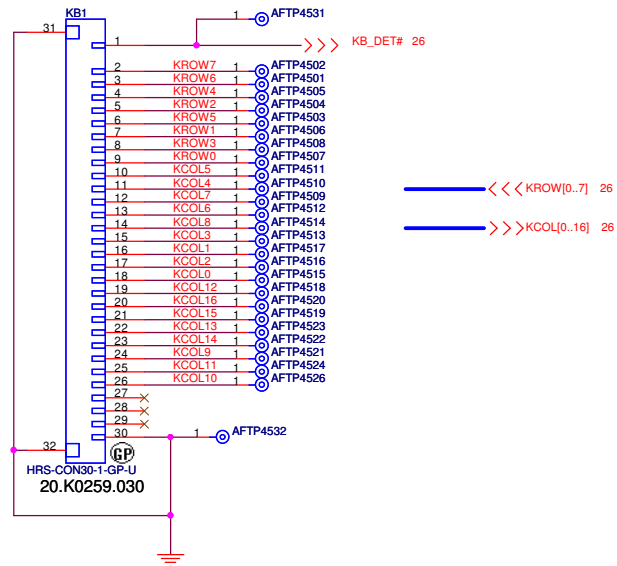 KB1
1 AFTP4531
31
1 KB_DET# 26
2 KROW7 1 AFTP4502
3 KROW6 1 AFTP4501
4 KROW4 1 AFTP4505
5 KROW2 1 AFTP4504
6 KROW5 1 AFTP4503
7 KROW1 1 AFTP4506
8 KROW3 1 AFTP4508
9 KROW0 1 AFTP4507
10 KCOL5 1 AFTP4511
11 KCOL4 1 AFTP4510
KROW[0..7] 26
12 KCOL7 1 AFTP4509
13 KCOL6 1 AFTP4512
14 KCOL8 1 AFTP4514
KCOL[0..16] 26
15 KCOL3 1 AFTP4513
16 KCOL1 1 AFTP4517
17 KCOL2 1 AFTP4516
18 KCOL0 1 AFTP4515
19 KCOL12 1 AFTP4518
20 KCOL16 1 AFTP4520
21 KCOL15 1 AFTP4519
22 KCOL13 1 AFTP4523
23 KCOL14 1 AFTP4522
24 KCOL9 1 AFTP4521
25 KCOL11 1 AFTP4524
26 KCOL10 1 AFTP4526
27
28
29
30 1 AFTP4532
32
GP
HRS-CON30-1-GP-U
20.K0259.030